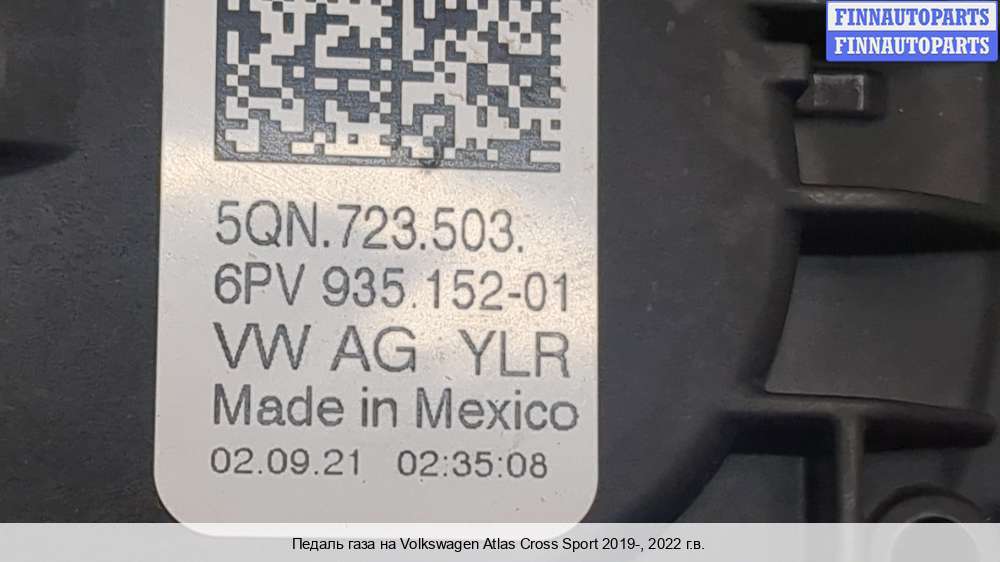 FINNAUTOPARTS
FINNAUTOPARTS
5QN.723.503.
6PV 935.152-01
VW AG YLR
Made in Mexico
02.09.21 02:35:08
Педаль газа на Volkswagen Atlas Cross Sport 2019-, 2022 г.в.